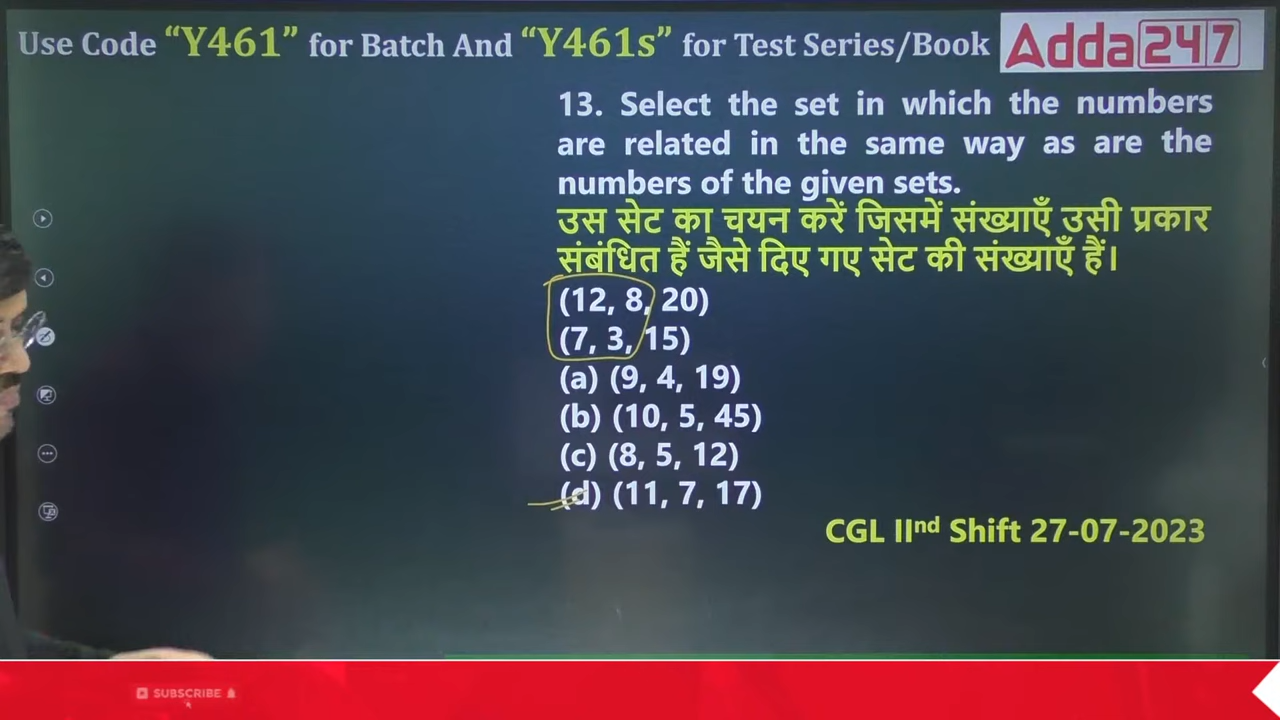 Use Code “Y461” for Batch And “Y461s” for Test Series/Book
Adda247
13. Select the set in which the numbers
are related in the same way as are the
numbers of the given sets.
उस सेट का चयन करें जिसमें संख्याएँ उसी प्रकार
संबंधित हैं जैसे दिए गए सेट की संख्याएँ हैं।
(12, 8, 20)
(7, 3, 15)
(a) (9, 4, 19)
(b) (10, 5, 45)
(c) (8, 5, 12)
(d) (11, 7, 17)
CGL IInd Shift 27-07-2023
SUBSCRIBE